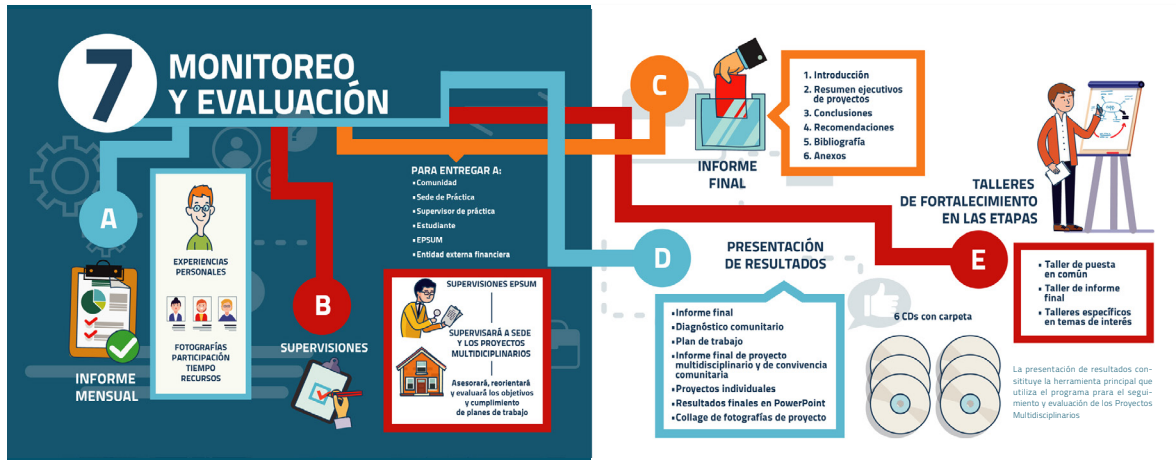 7
MONITOREO
Y EVALUACIÓN
A
INFORME
MENSUAL
EXPERIENCIAS
PERSONALES
FOTOGRAFÍAS
PARTICIPACIÓN
TIEMPO
RECURSOS
B
SUPERVISIONES
SUPERVISIONES EPSUM
SUPERVISARÁ A SEDE
Y LOS PROYECTOS
MULTIDICIPLINARIOS
Asesorará, reorientará
y evaluará los objetivos
y cumplimiento
de planes de trabajo
PARA ENTREGAR A:
•Comunidad
•Sede de Práctica
•Supervisor de práctica
•Estudiante
•EPSUM
•Entidad externa financiera
C
INFORME
FINAL
1. Introducción
2. Resumen ejecutivos
de proyectos
3. Conclusiones
4. Recomendaciones
5. Bibliografía
6. Anexos
D
PRESENTACIÓN
DE RESULTADOS
•Informe final
•Diagnóstico comunitario
•Plan de trabajo
•Informe final de proyecto
multidisciplinario y de convivencia
comunitaria
•Proyectos individuales
•Resultados finales en PowerPoint
•Collage de fotografías de proyecto
6 CDs con carpeta
TALLERES
DE FORTALECIMIENTO
EN LAS ETAPAS
E
• Taller de puesta
en común
• Taller de informe
final
• Talleres específicos
en temas de interés
La presentación de resultados con-
sitituye la herramienta principal que
utiliza el programa prara el segui-
miento y evaluación de los Proyectos
Multidisciplinarios